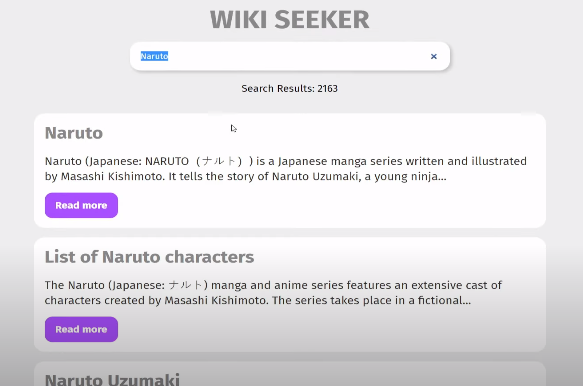 WIKI SEEKER
Naruto
×
Search Results: 2163
Naruto
Naruto (Japanese: NARUTO （ナルト）) is a Japanese manga series written and illustrated
by Masashi Kishimoto. It tells the story of Naruto Uzumaki, a young ninja...
Read more
List of Naruto characters
The Naruto (Japanese: ナルト) manga and anime series features an extensive cast of
characters created by Masashi Kishimoto. The series takes place in a fictional...
Read more
Naruto Uzumaki